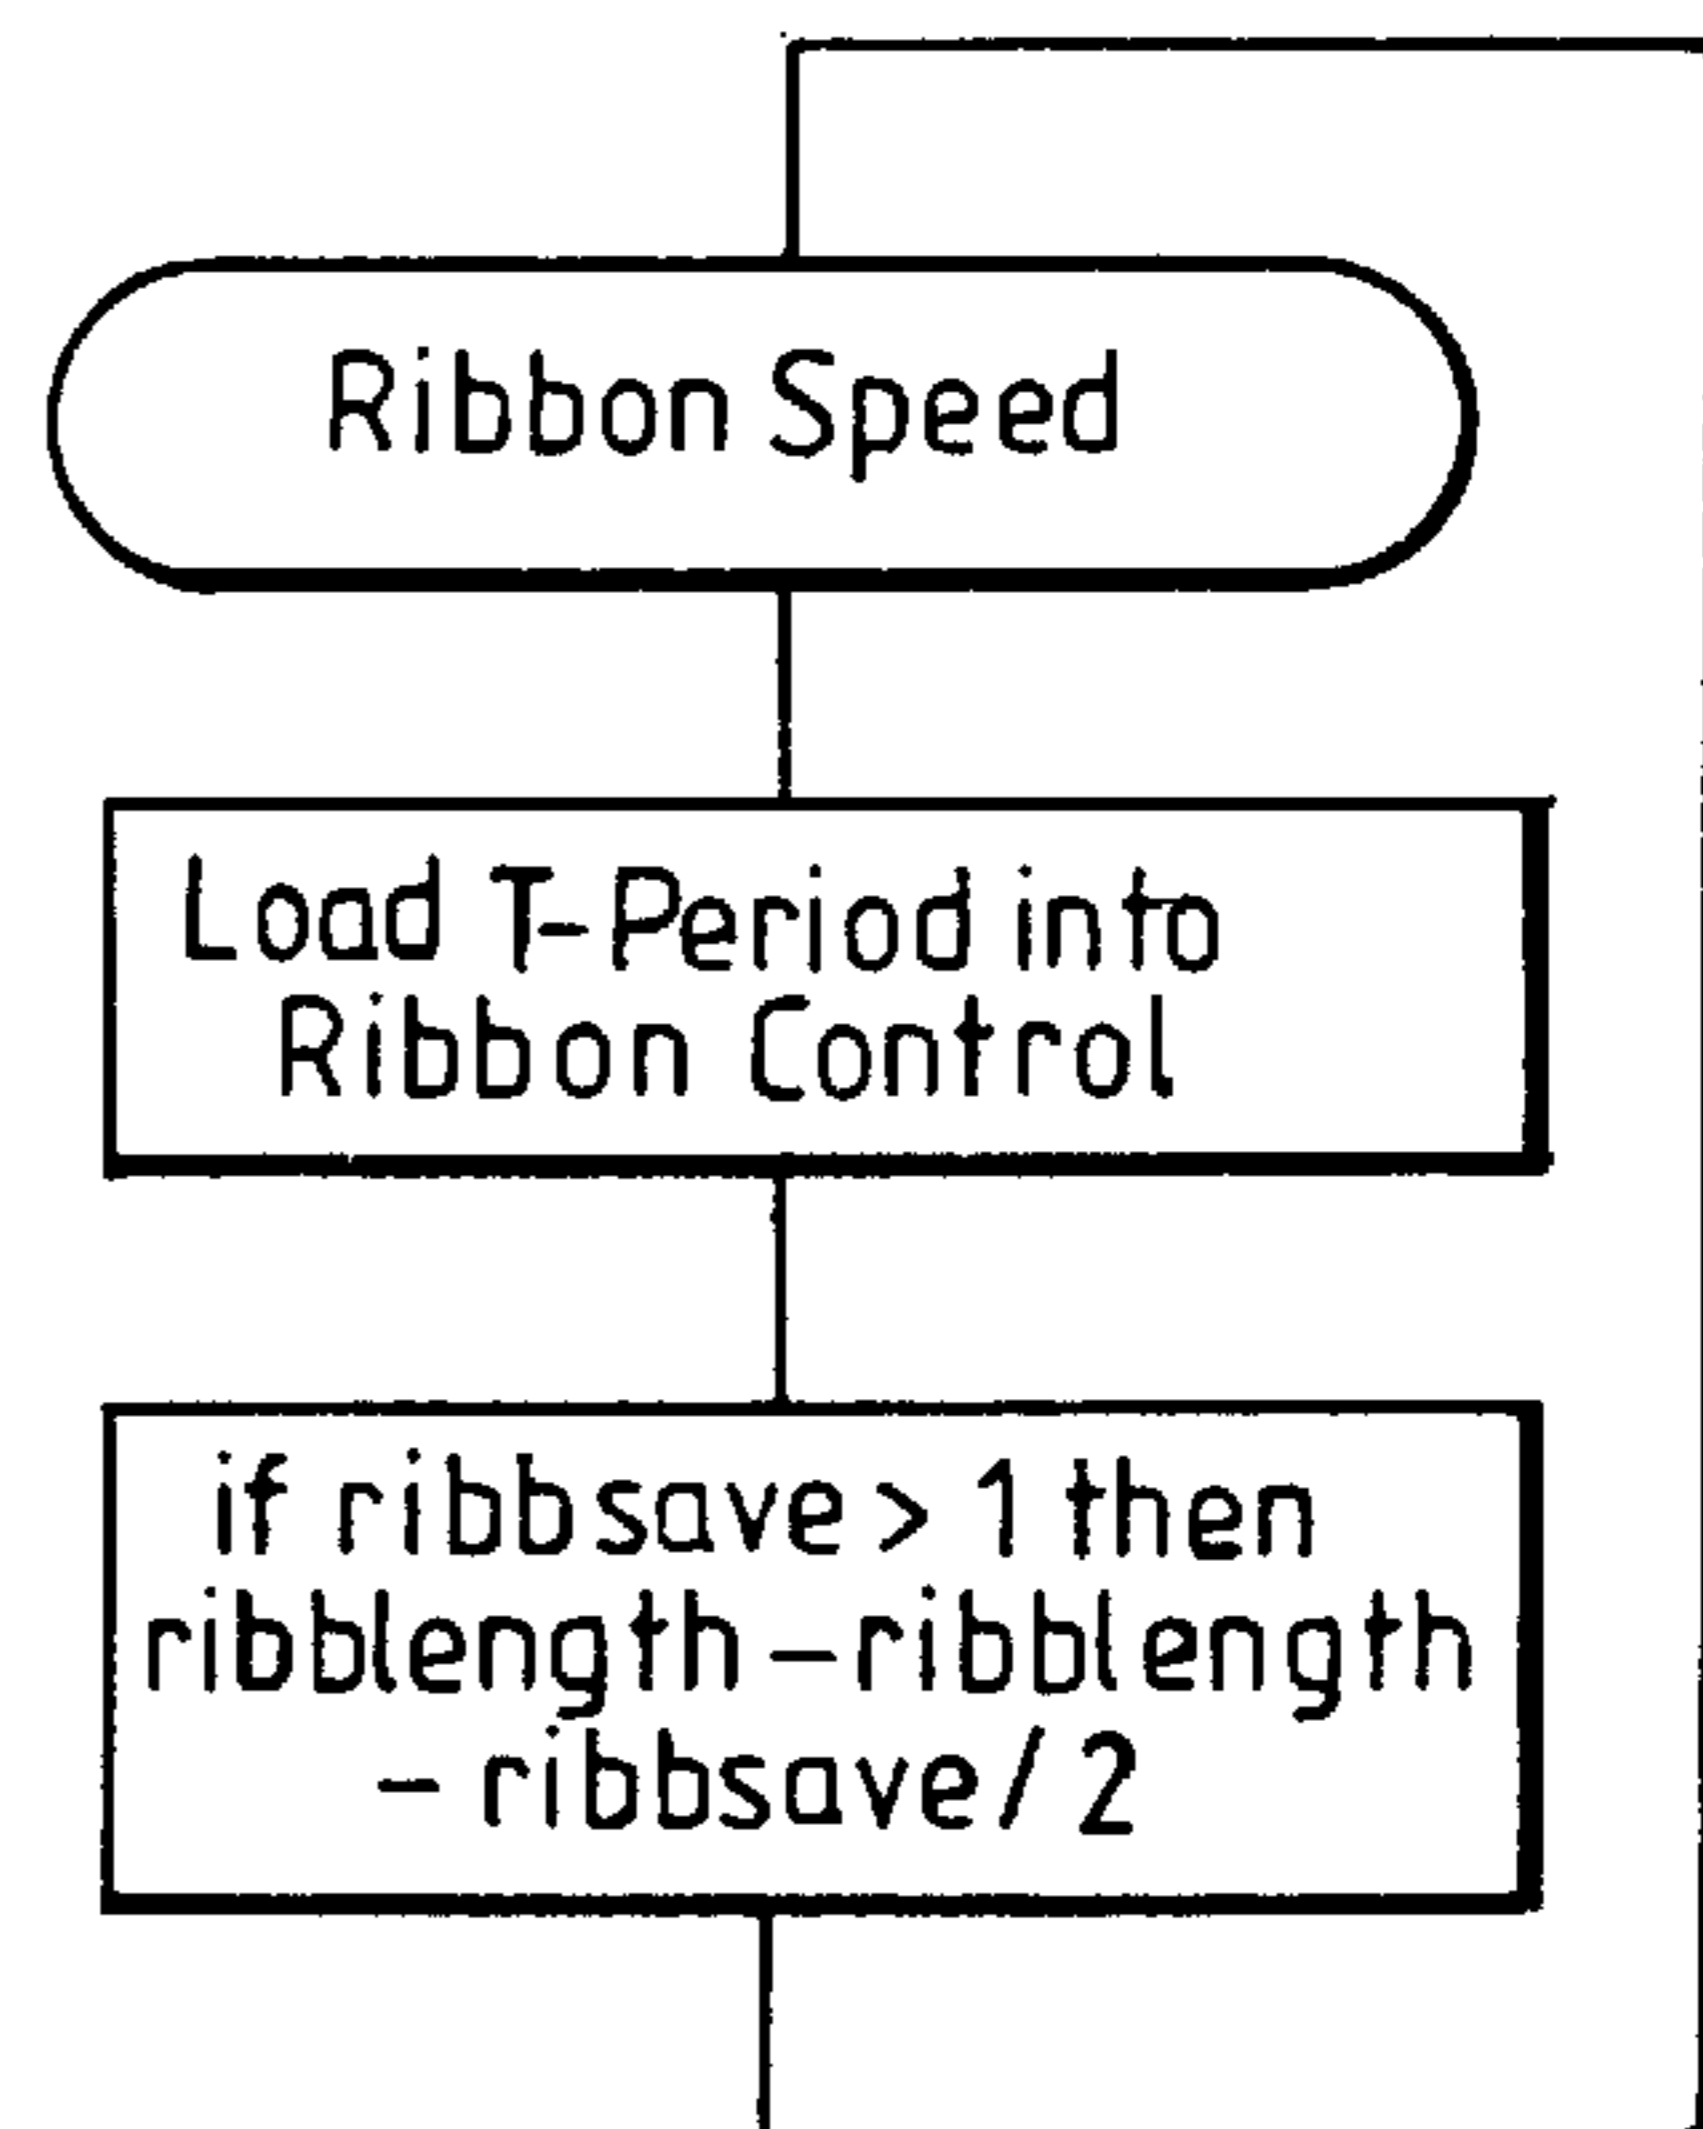 Ribbon Speed
Load T-Period into
Ribbon Control
if ribbsave > 1 then
ribblength - ribblength
- ribbsave / 2